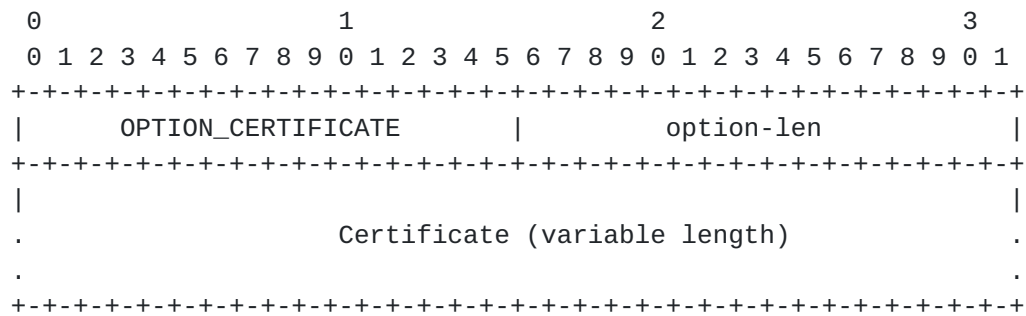 0                   1                   2                   3
 0 1 2 3 4 5 6 7 8 9 0 1 2 3 4 5 6 7 8 9 0 1 2 3 4 5 6 7 8 9 0 1
+-+-+-+-+-+-+-+-+-+-+-+-+-+-+-+-+-+-+-+-+-+-+-+-+-+-+-+-+-+-+-+-+
|      OPTION_CERTIFICATE       |         option-len            |
+-+-+-+-+-+-+-+-+-+-+-+-+-+-+-+-+-+-+-+-+-+-+-+-+-+-+-+-+-+-+-+-+
|                                                               |
.                    Certificate (variable length)              .
.                                                               .
+-+-+-+-+-+-+-+-+-+-+-+-+-+-+-+-+-+-+-+-+-+-+-+-+-+-+-+-+-+-+-+-+